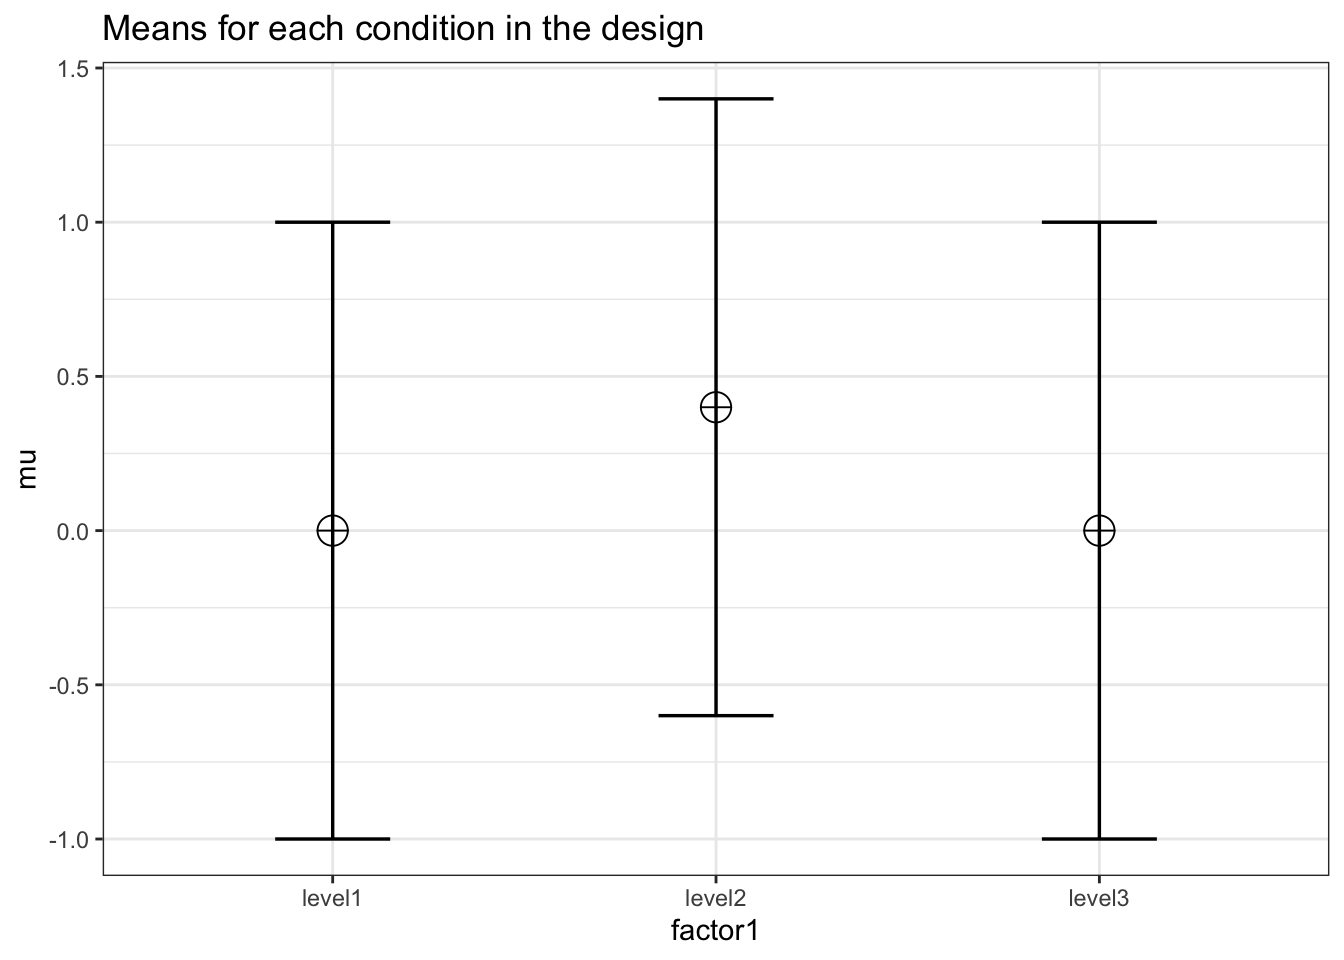 Means for each condition in the design
1.5
1.0
0.5
0.0
-0.5
-1.0
mu
level1 level2 level3
factor1